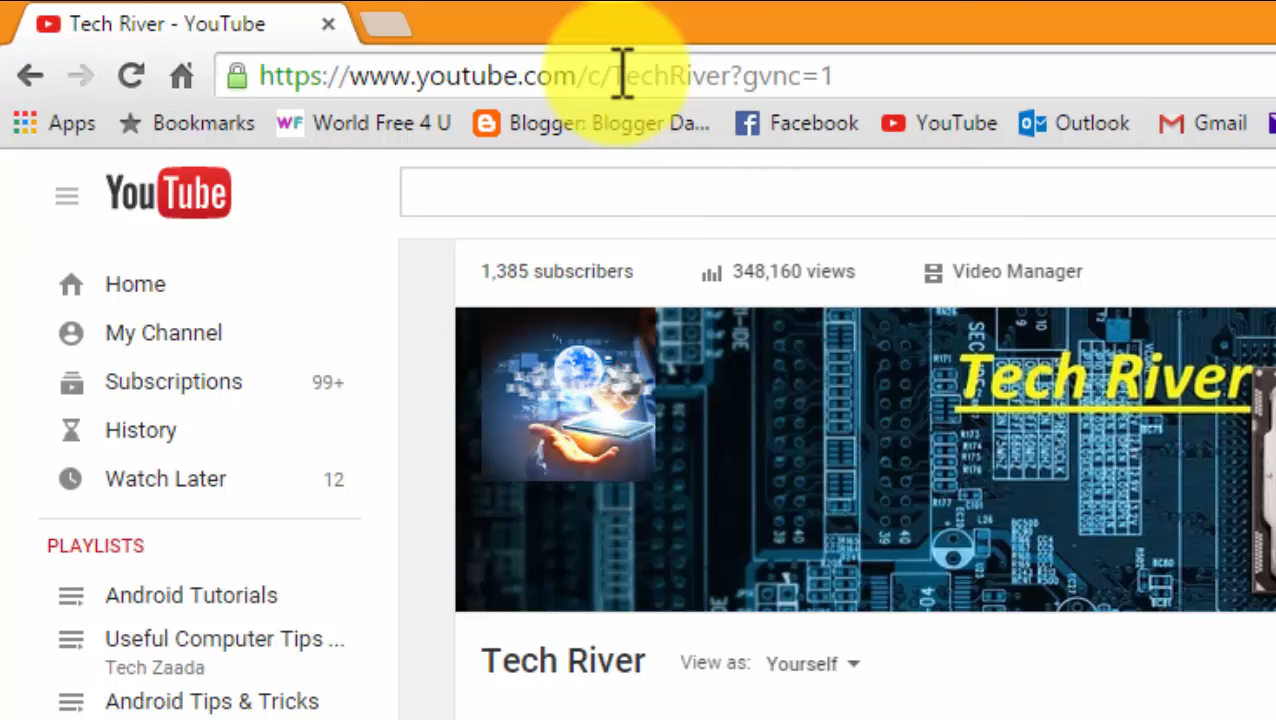 Tech River - YouTube
https://www.youtube.com/c/TechRiver?gvnc=1
Apps Bookmarks WF World Free 4 U Blogger: Blogger Da... Facebook YouTube Outlook Gmail
YouTube
1,385 subscribers 348,160 views Video Manager
Home
My Channel
Subscriptions 99+
History
Watch Later 12
PLAYLISTS
Android Tutorials
Useful Computer Tips ...
Tech Zaada
Android Tips & Tricks
Tech River
Tech River View as: Yourself